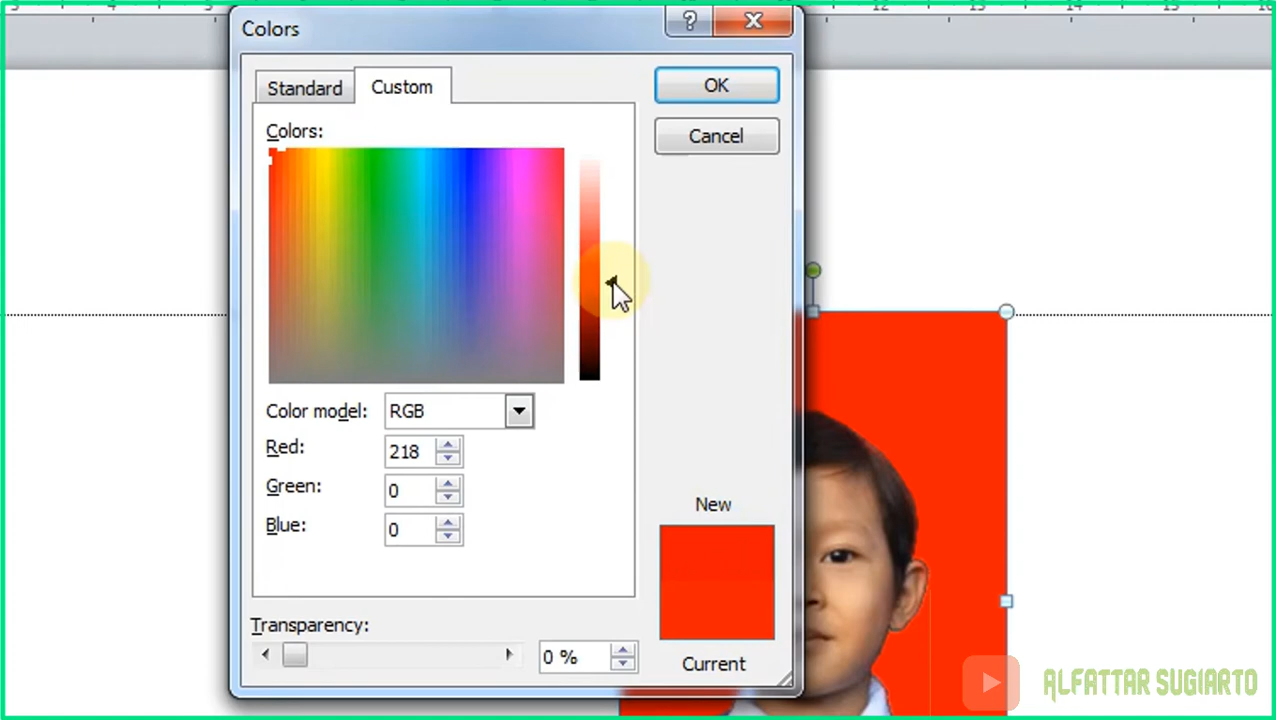 Colors
?
Standard
Custom
OK
Colors:
Cancel
Color model:
RGB
Red:
218
Green:
0
New
Blue:
0
Transparency:
0 %
Current
ALFATTAR SUGIARTO